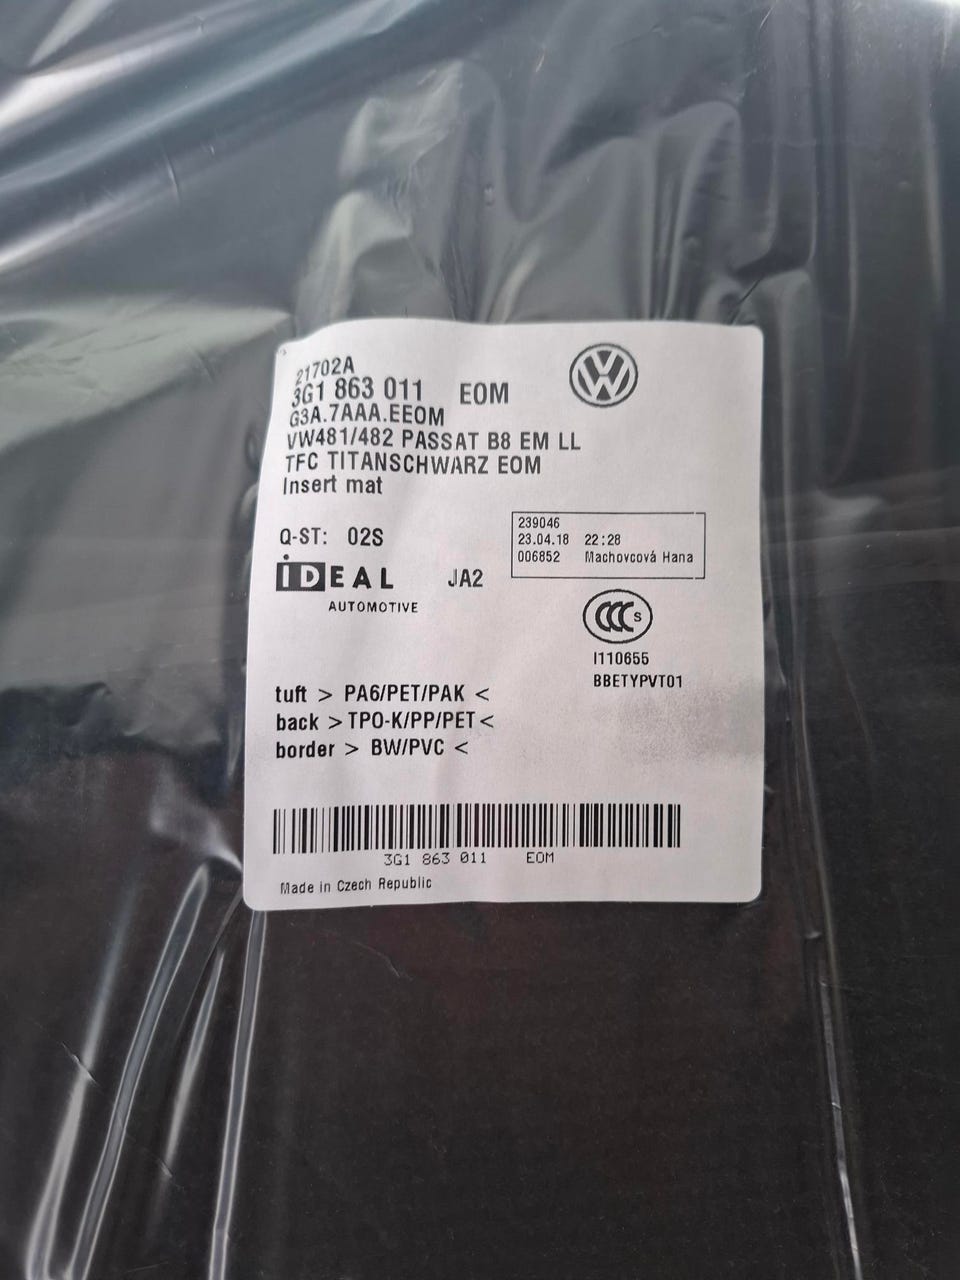 21702A
3G1 863 011 EOM
G3A.7AAA.EEOM
VW481/482 PASSAT B8 EM LL
TFC TITANSCHWARZ EOM
Insert mat
Q-ST: 02S
239046
23.04.18 22:28
006852 Machovcová Hana
IDEAL JA2
AUTOMOTIVE
CCC S
I110655
BBETYPVT01
tuft > PA6/PET/PAK <
back >TPO-K/PP/PET<
border > BW/PVC <
3G1 863 011 EOM
Made in Czech Republic